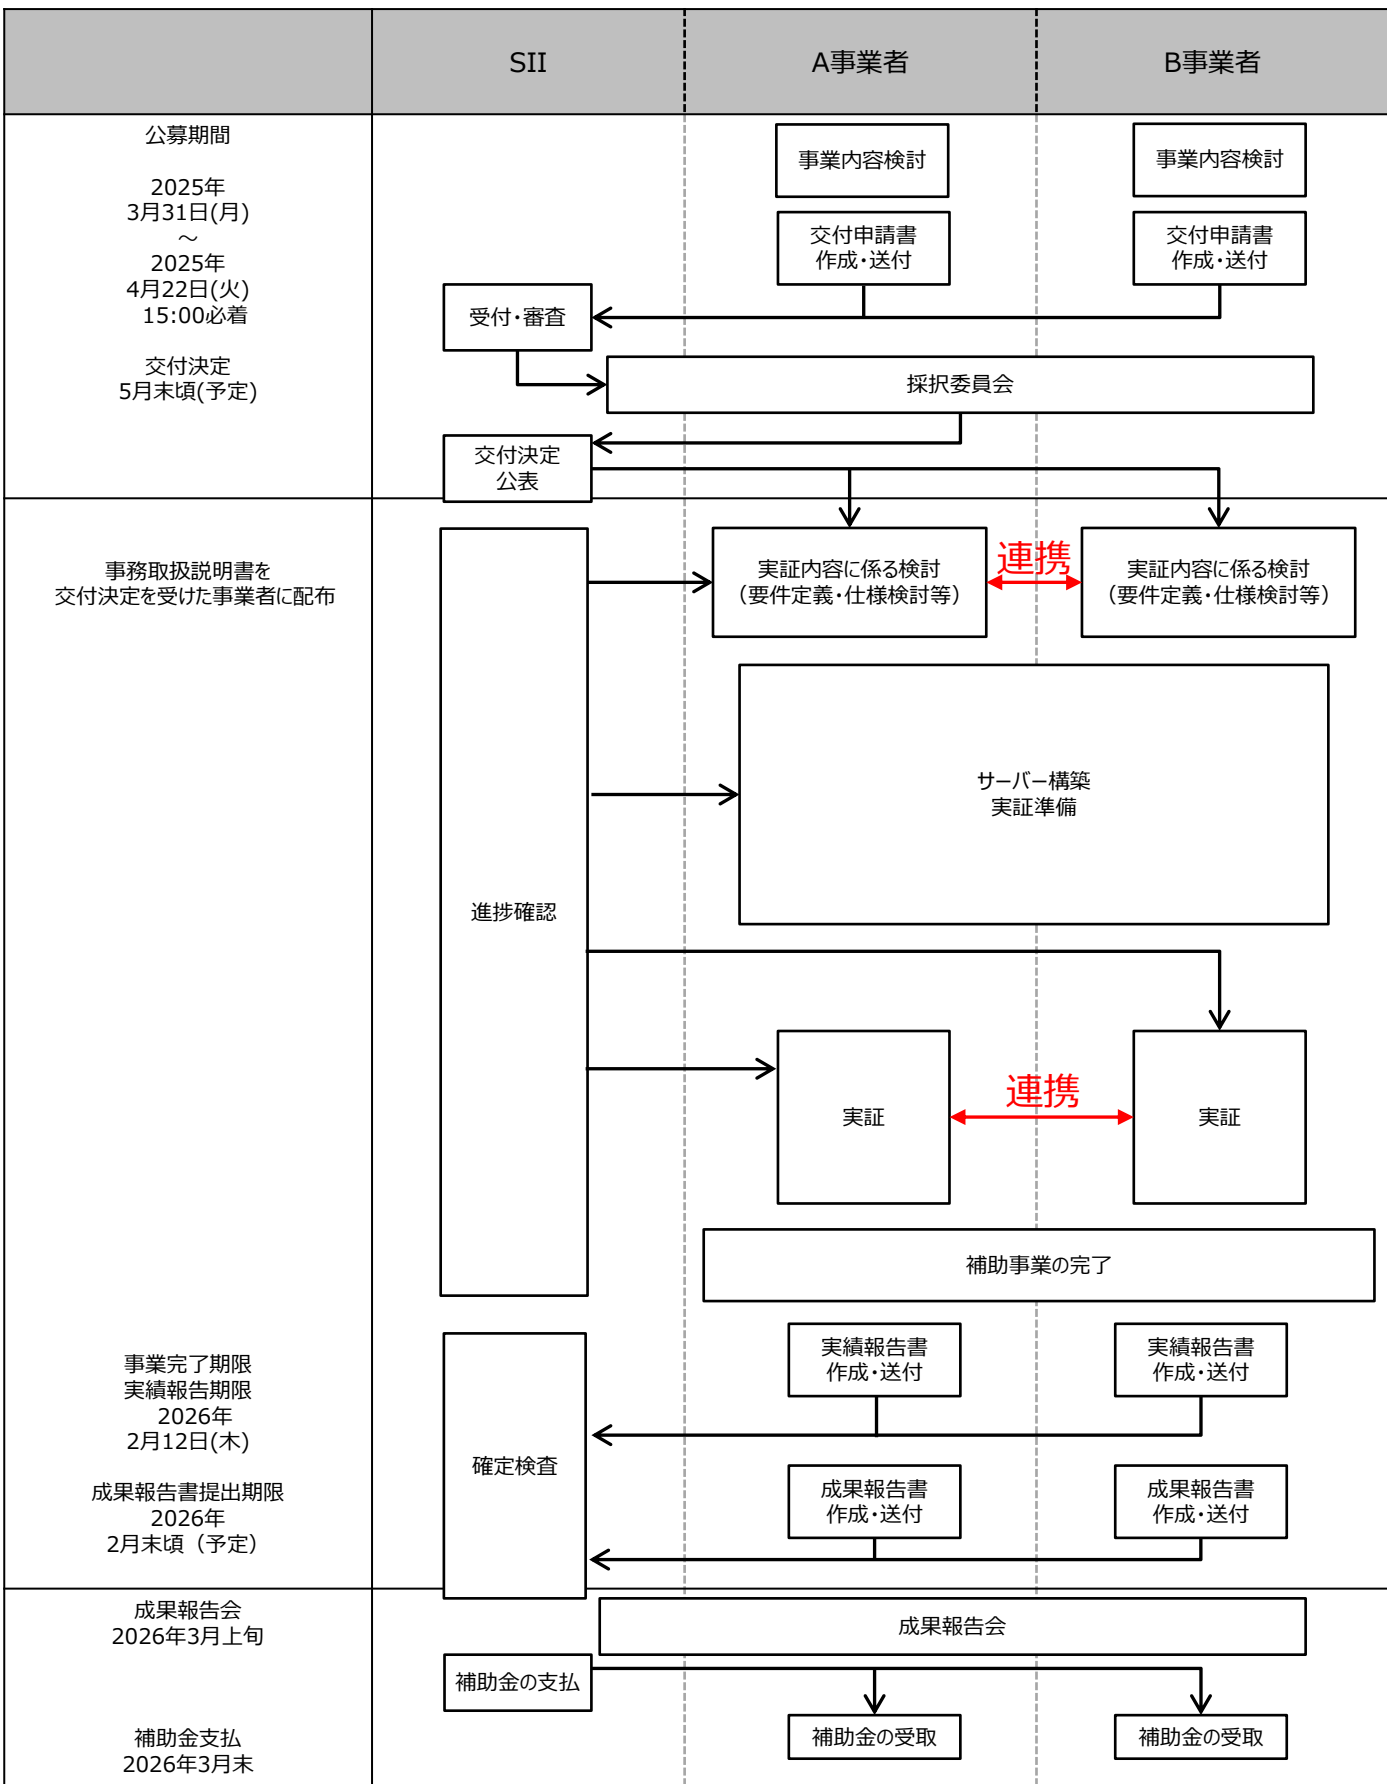 SII
A事業者
B事業者
公募期間
2025年
3月31日(月)
～
2025年
4月22日(火)
15:00必着
交付決定
5月末頃(予定)
事業内容検討
事業内容検討
交付申請書
作成・送付
交付申請書
作成・送付
受付・審査
採択委員会
交付決定
公表
事務取扱説明書を
交付決定を受けた事業者に配布
進捗確認
実証内容に係る検討
（要件定義・仕様検討等）
連携
実証内容に係る検討
（要件定義・仕様検討等）
サーバー構築
実証準備
実証
連携
実証
補助事業の完了
事業完了期限
実績報告期限
2026年
2月12日(木)
成果報告書提出期限
2026年
2月末頃（予定）
確定検査
実績報告書
作成・送付
実績報告書
作成・送付
成果報告書
作成・送付
成果報告書
作成・送付
成果報告会
2026年3月上旬
成果報告会
補助金の支払
補助金支払
2026年3月末
補助金の受取
補助金の受取